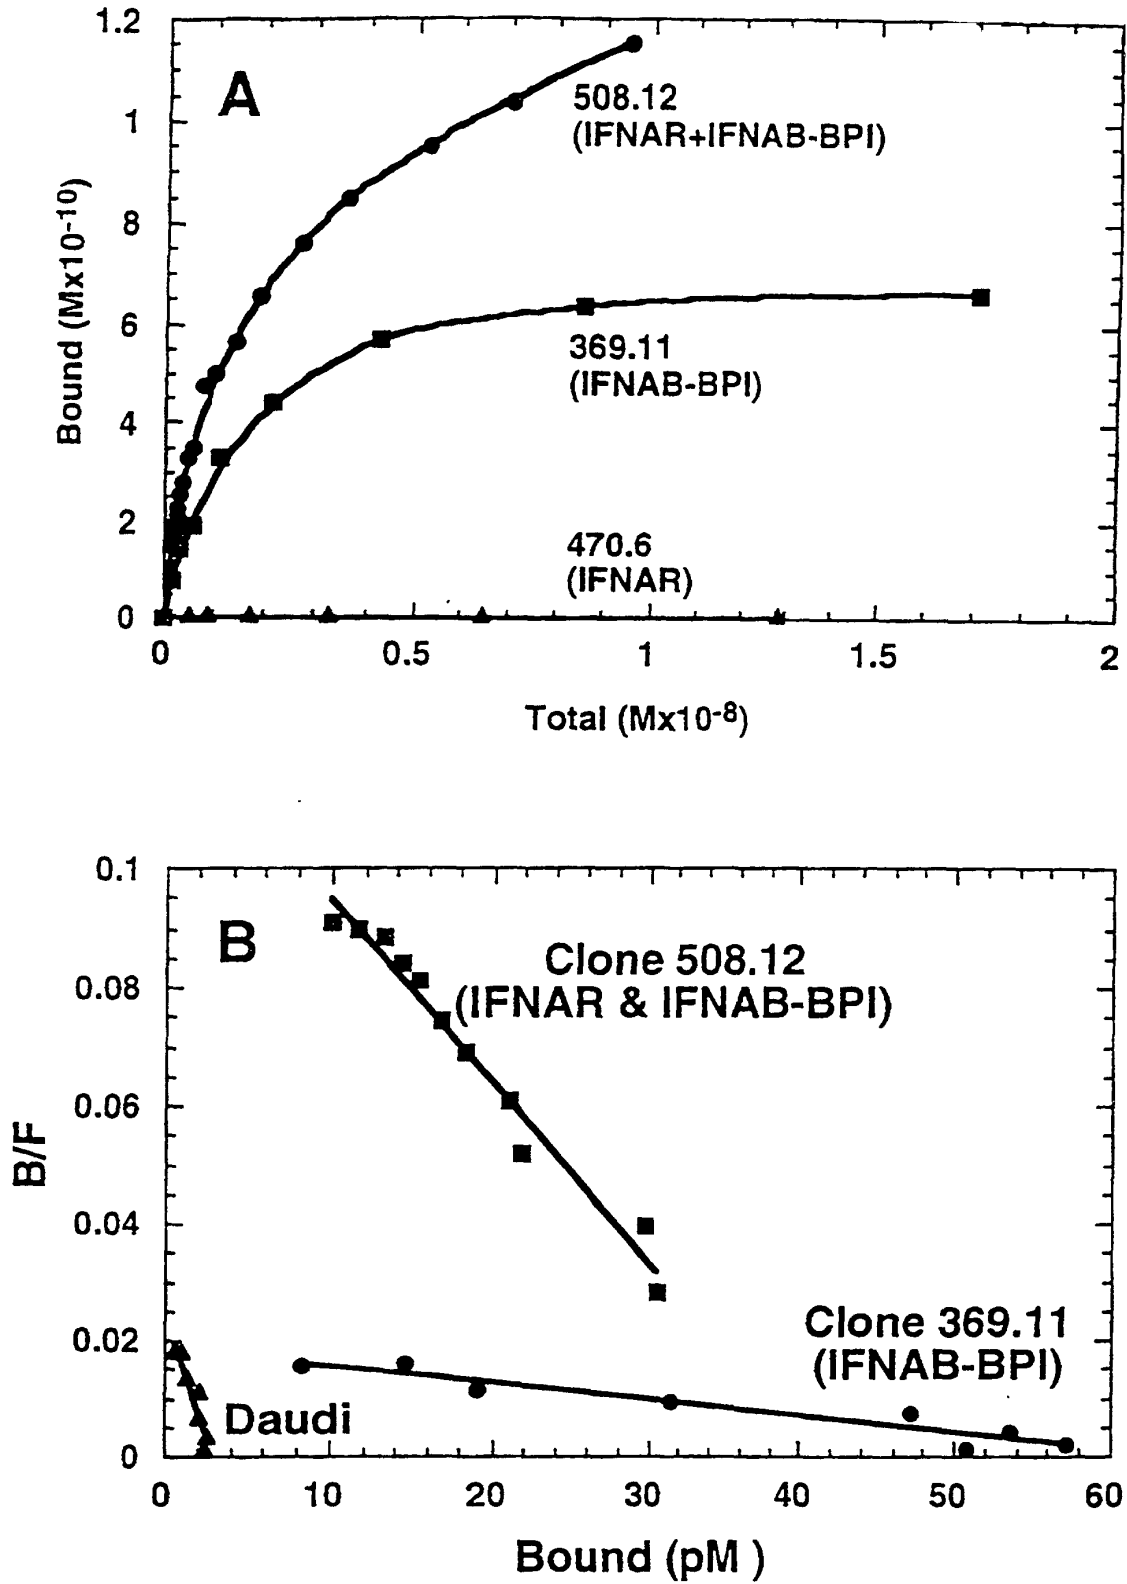 1.2
A
508.12
(IFNAR+IFNAB-BPI)
1
8
Bound (Mx10-10)
6
369.11
(IFNAB-BPI)
4
2
470.6
(IFNAR)
0
0 0.5 1 1.5 2
Total (Mx10-8)
0.1
B
Clone 508.12
(IFNAR & IFNAB-BPI)
0.08
0.06
B/F
0.04
Clone 369.11
(IFNAB-BPI)
0.02
Daudi
0
0 10 20 30 40 50 60
Bound (pM )